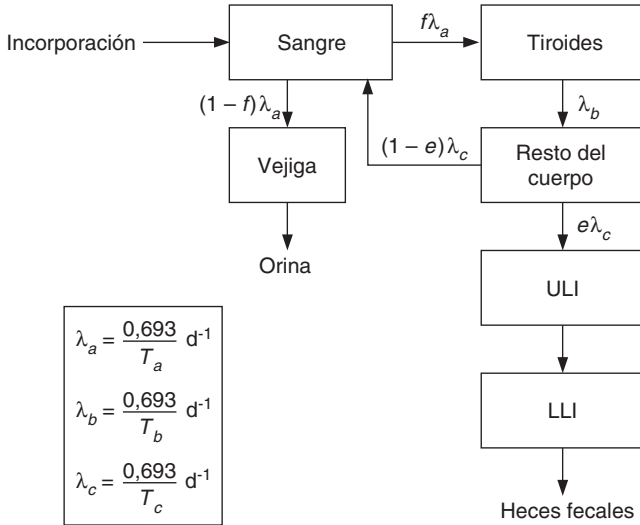 Incorporación
Sangre
fλa
Tiroides
(1 – f)λa
λb
Vejiga
(1 – e)λc
Resto del
cuerpo
eλc
Orina
ULI
λa = 0,693/Ta d-1
LLI
λb = 0,693/Tb d-1
λc = 0,693/Tc d-1
Heces fecales